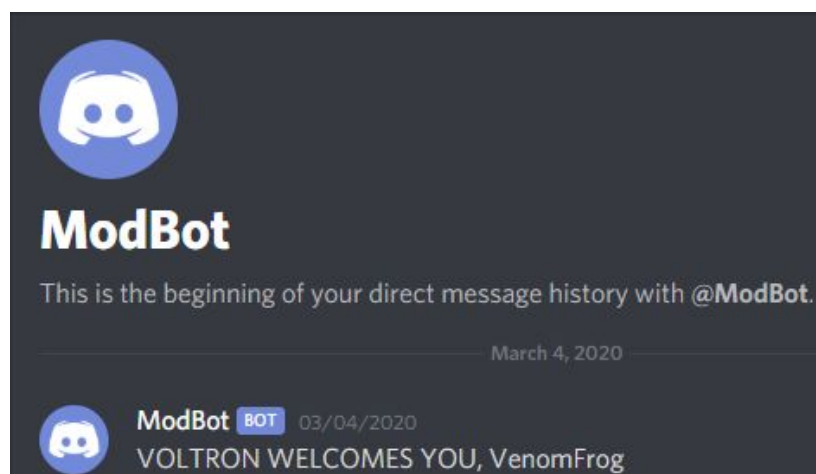 ModBot
This is the beginning of your direct message history with @ModBot.
March 4, 2020
ModBot BOT 03/04/2020
VOLTRON WELCOMES YOU, VenomFrog